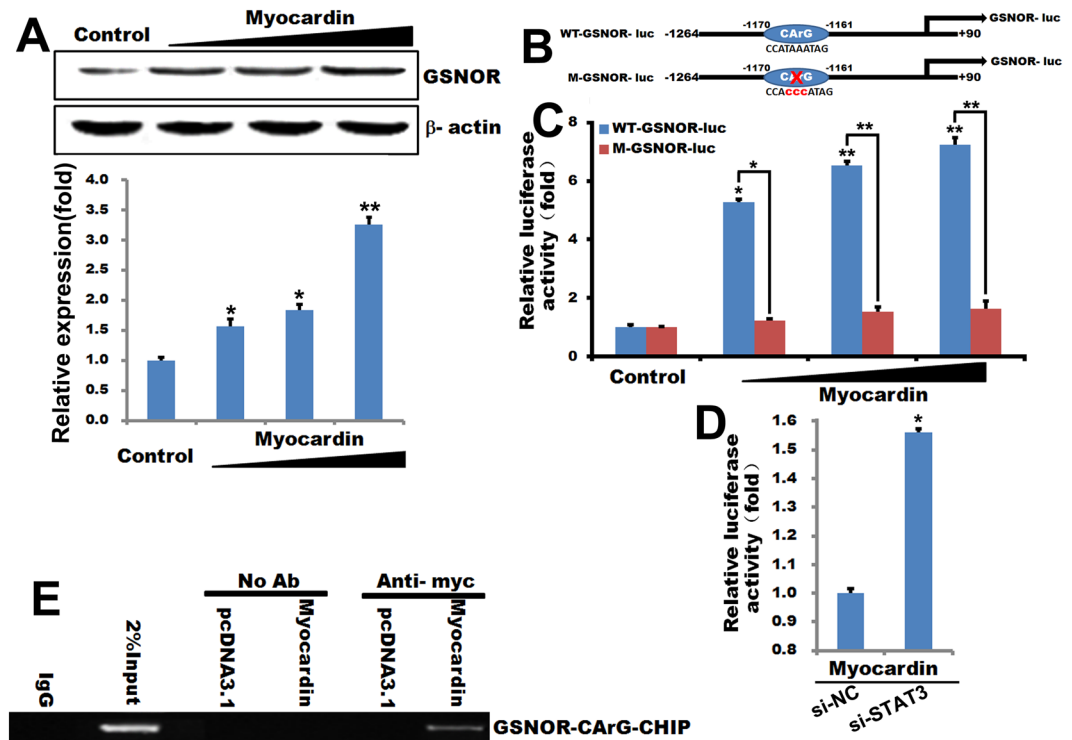 A
Control
Myocardin
GSNOR
β- actin
Relative expression(fold)
4.0
3.5
3.0
2.5
2.0
1.5
1.0
0.5
0.0
*
*
**
Control
Myocardin
B
WT-GSNOR- luc
-1264
-1170
CArG
-1161
CCATAAATAG
GSNOR- luc
+90
M-GSNOR- luc
-1264
-1170
CArG
X
-1161
CCACCCATAG
GSNOR- luc
+90
C
Relative luciferase
activity (fold)
8
6
4
2
0
WT-GSNOR-luc
M-GSNOR-luc
*
*
**
**
**
**
Control
Myocardin
D
Relative luciferase
activity (fold)
1.6
1.5
1.4
1.3
1.2
1.1
1.0
0.9
0.8
*
Myocardin
si-NC
si-STAT3
E
No Ab
Anti- myc
IgG
2%Input
pcDNA3.1
Myocardin
pcDNA3.1
Myocardin
GSNOR-CArG-CHIP